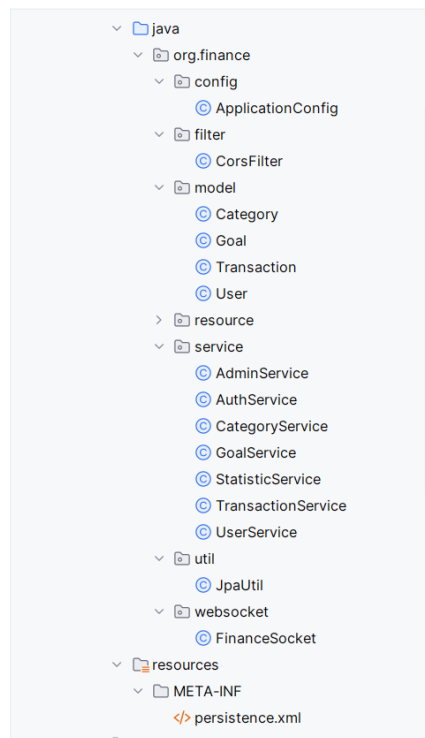 java
org.finance
config
ApplicationConfig
filter
CorsFilter
model
Category
Goal
Transaction
User
resource
service
AdminService
AuthService
CategoryService
GoalService
StatisticService
TransactionService
UserService
util
JpaUtil
websocket
FinanceSocket
resources
META-INF
persistence.xml